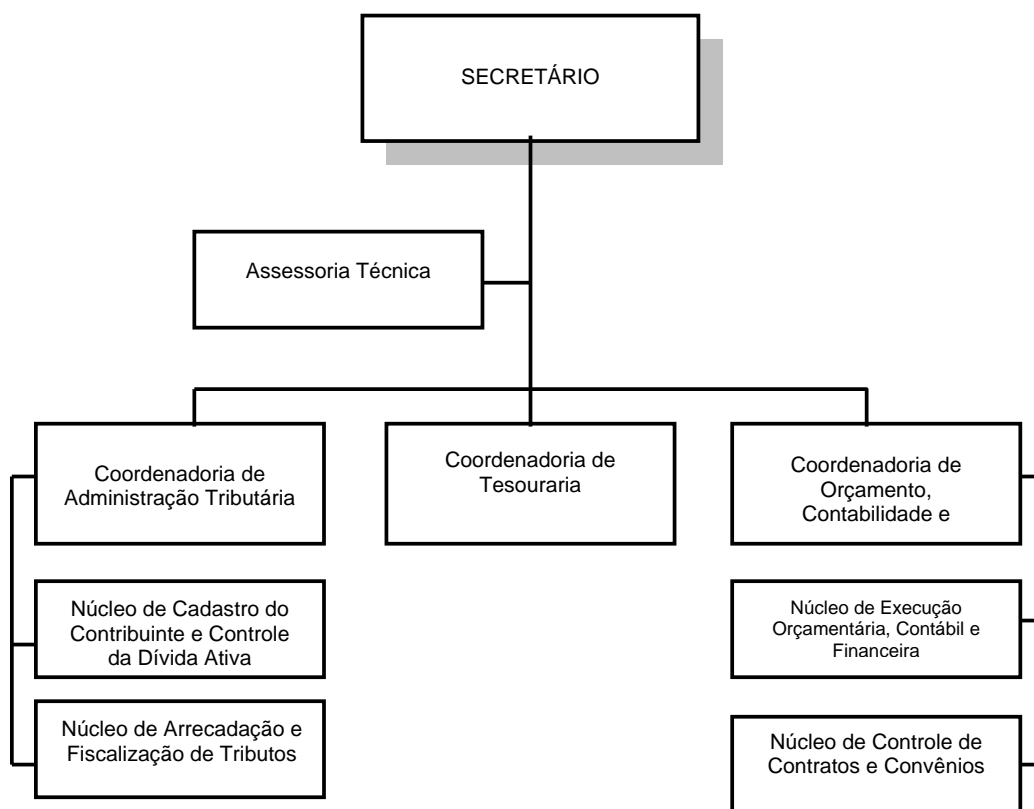 SECRETÁRIO
Assessoria Técnica
Coordenadoria de
Administração Tributária
Coordenadoria de
Tesouraria
Coordenadoria de
Orçamento,
Contabilidade e
Núcleo de Cadastro do
Contribuinte e Controle
da Dívida Ativa
Núcleo de Execução
Orçamentária, Contábil e
Financeira
Núcleo de Arrecadação e
Fiscalização de Tributos
Núcleo de Controle de
Contratos e Convênios